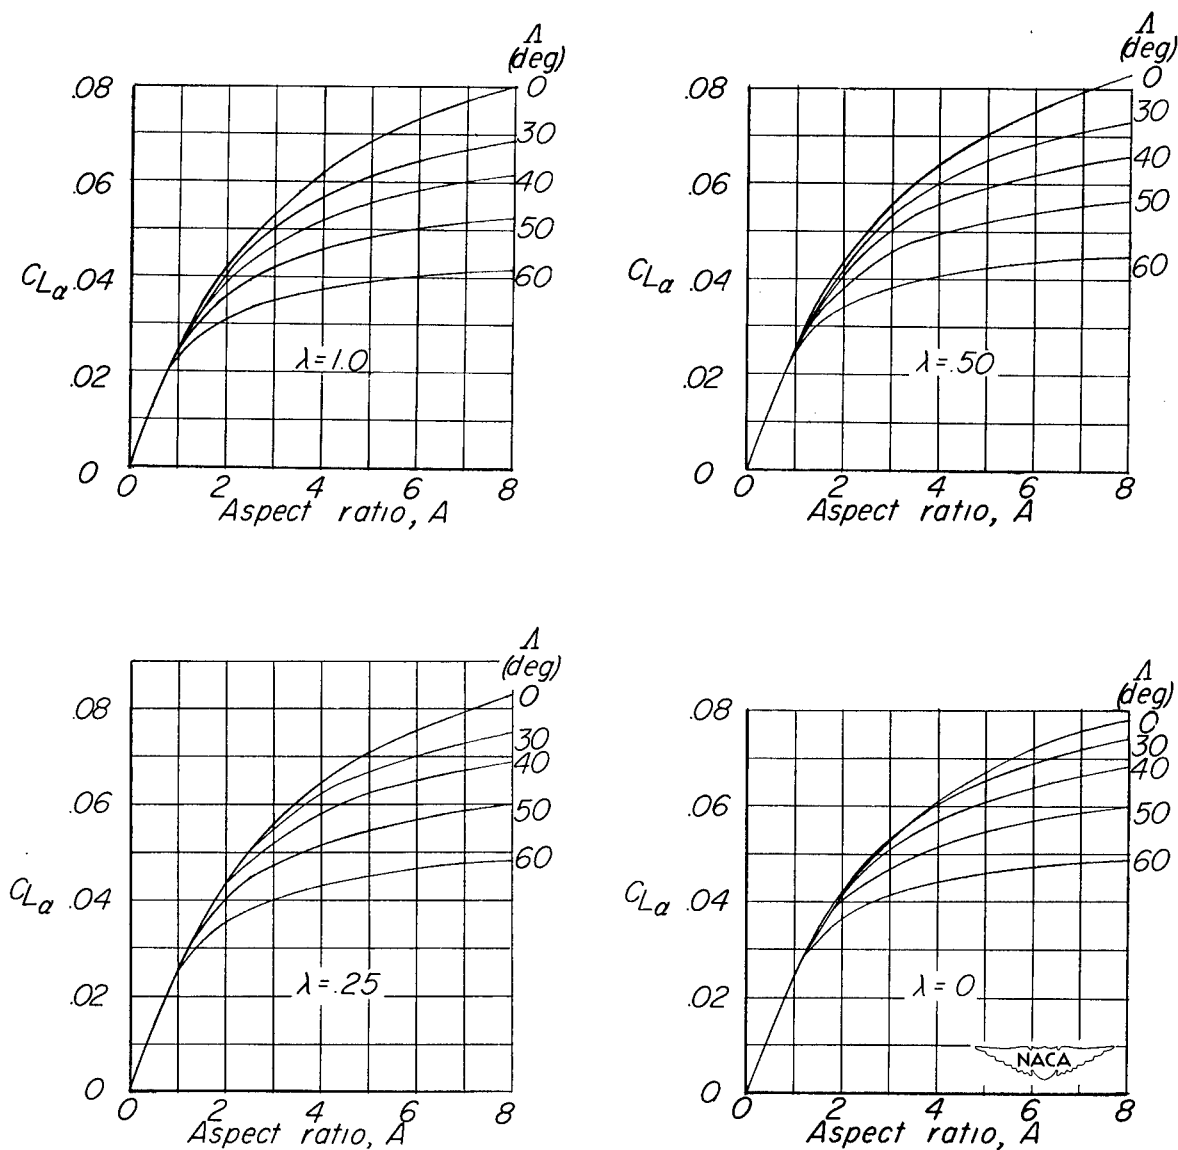 Λ
(deg)
.08
0
30
.06
40
50
C_Lα .04
60
λ=1.0
.02
0
0 2 4 6 8
Aspect ratio, A
Λ
(deg)
0
.08
30
40
.06
50
60
C_Lα .04
λ=.50
.02
0
0 2 4 6 8
Aspect ratio, A
Λ
(deg)
0
.08
30
40
.06
50
60
C_Lα .04
λ=.25
.02
0
0 2 4 6 8
Aspect ratio, A
Λ
(deg)
.08
0
30
40
.06
50
60
C_Lα .04
λ=0
.02
NACA
0
0 2 4 6 8
Aspect ratio, A